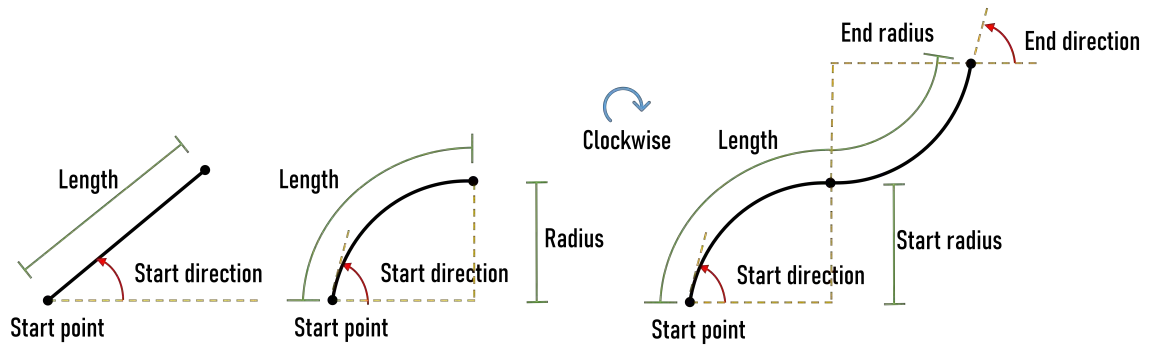 Length
Start direction
Start point
Length
Radius
Start direction
Start point
Clockwise
End radius
End direction
Length
Start radius
Start direction
Start point